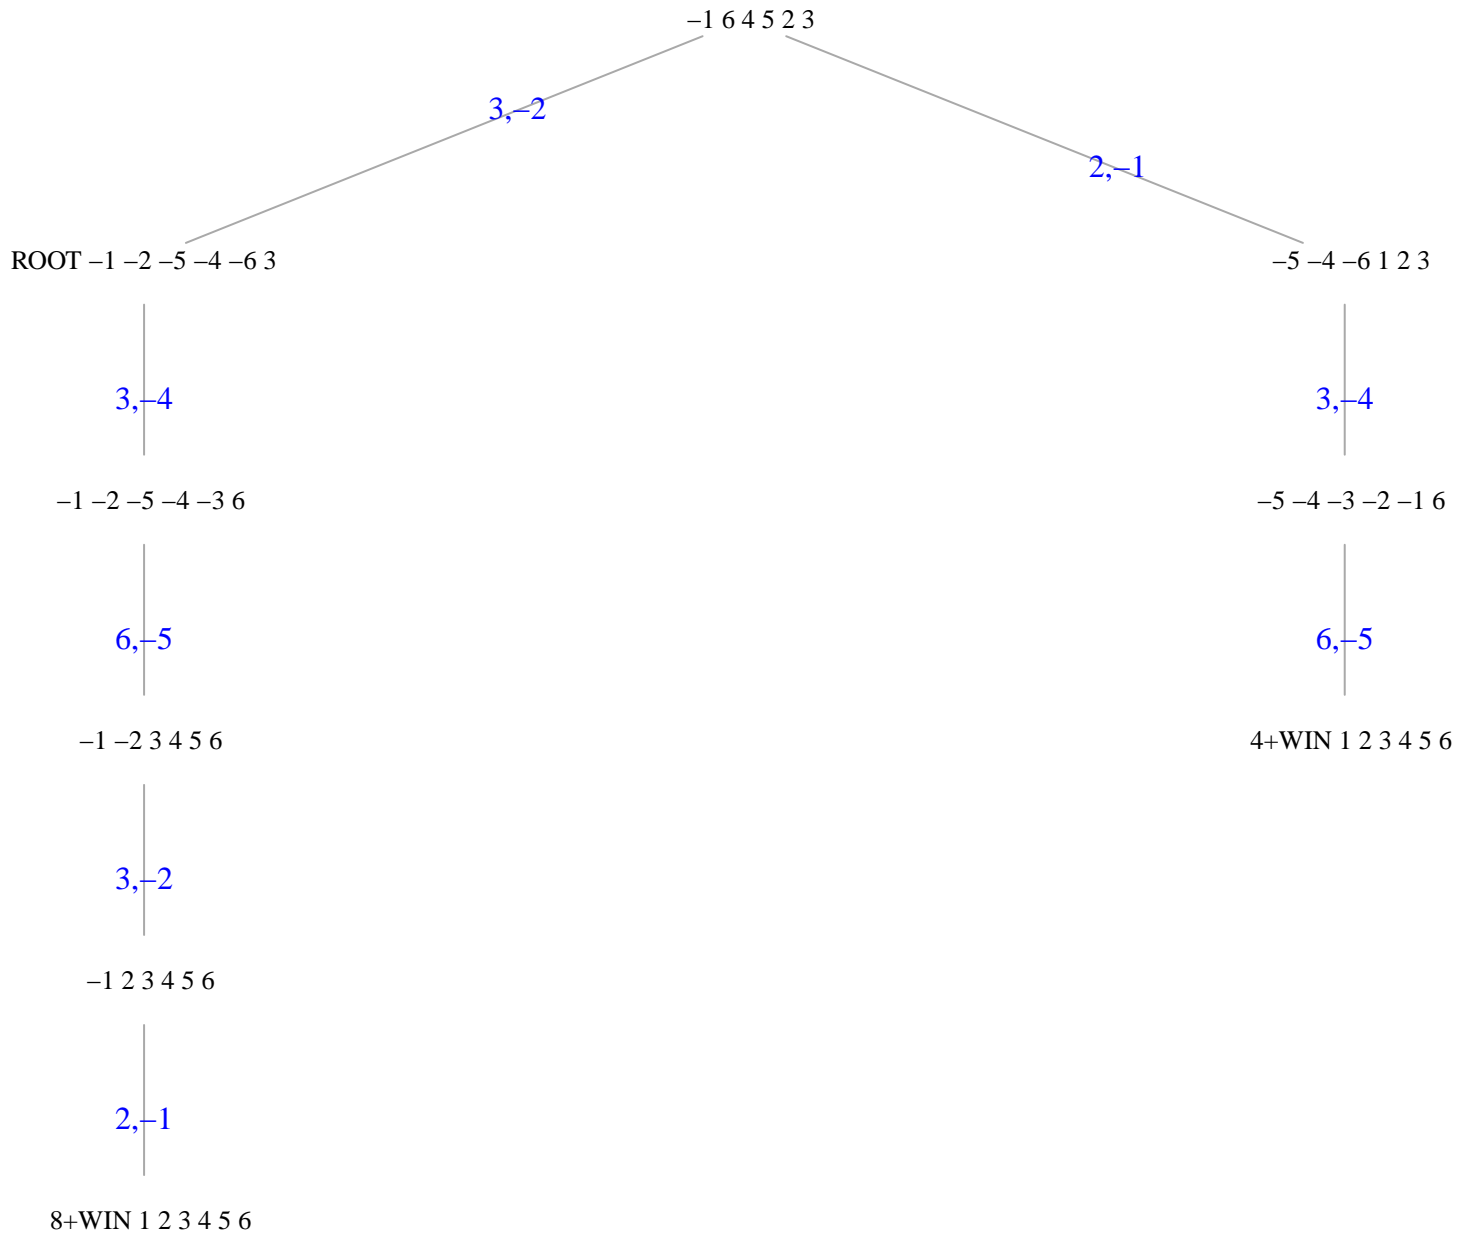 –1 6 4 5 2 3
3,–2
2,–1
ROOT –1 –2 –5 –4 –6 3
–5 –4 –6 1 2 3
3,–4
3,–4
–1 –2 –5 –4 –3 6
–5 –4 –3 –2 –1 6
6,–5
6,–5
–1 –2 3 4 5 6
4+WIN 1 2 3 4 5 6
3,–2
–1 2 3 4 5 6
2,–1
8+WIN 1 2 3 4 5 6